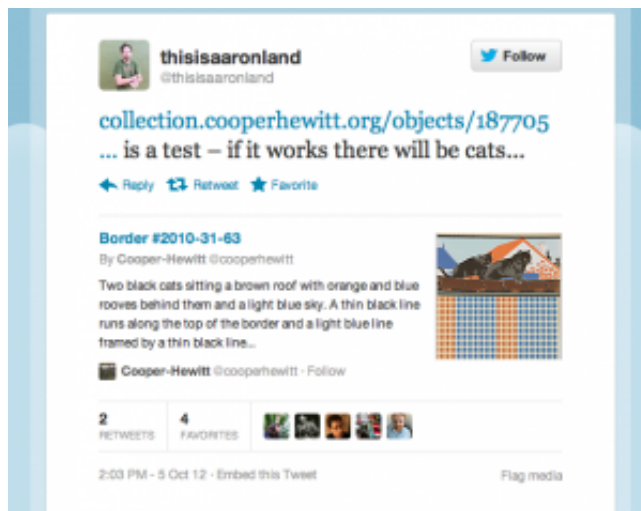 thisisaaronland
@thisisaaronland
Follow
collection.cooperhewitt.org/objects/187705
... is a test – if it works there will be cats...
Reply Retweet Favorite
Border #2010-31-63
By Cooper-Hewitt @cooperhewitt
Two black cats sitting a brown roof with orange and blue
rooves behind them and a light blue sky. A thin black line
runs along the top of the border and a light blue line
framed by a thin black line...
Cooper-Hewitt @cooperhewitt · Follow
2 4
RETWEETS FAVORITES
2:03 PM - 5 Oct 12 · Embed this Tweet
Flag media